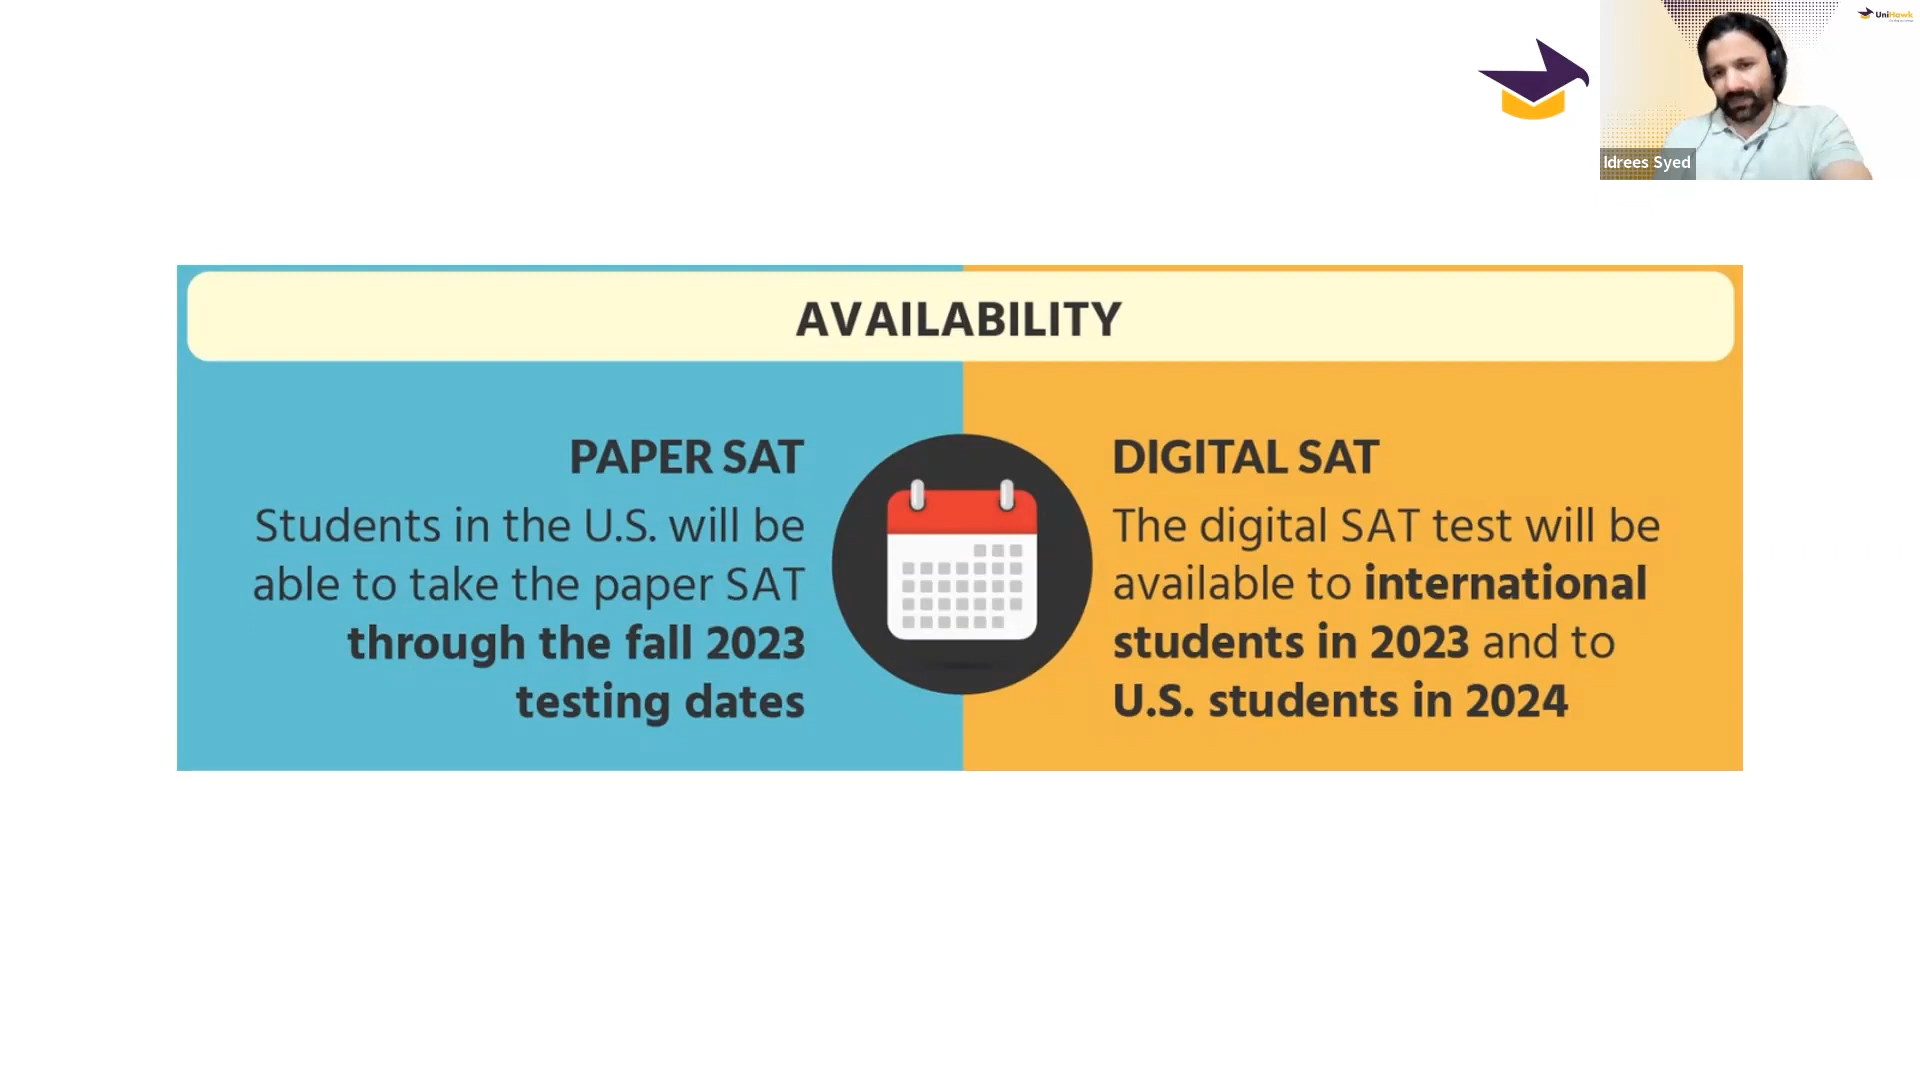 UniHawk
Idrees Syed
AVAILABILITY
PAPER SAT
Students in the U.S. will be
able to take the paper SAT
through the fall 2023
testing dates
DIGITAL SAT
The digital SAT test will be
available to international
students in 2023 and to
U.S. students in 2024